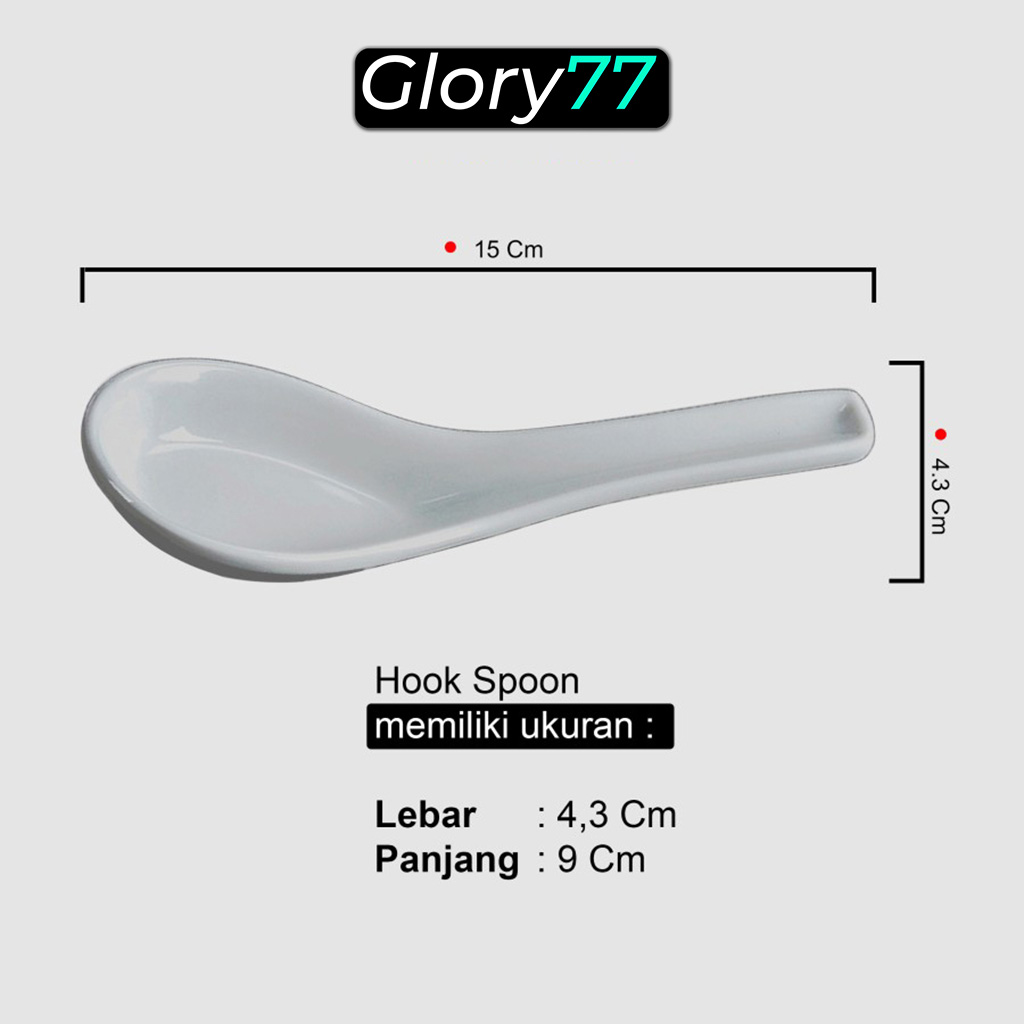 Glory77
15 Cm
4.3 Cm
Hook Spoon
memiliki ukuran :
Lebar : 4,3 Cm
Panjang : 9 Cm